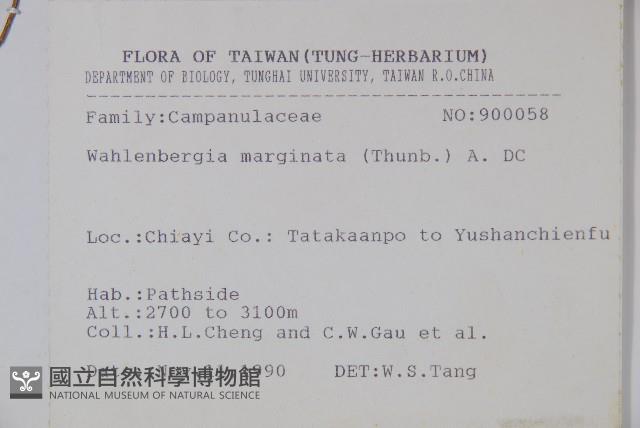 FLORA OF TAIWAN(TUNG-HERBARIUM)
DEPARTMENT OF BIOLOGY, TUNGHAI UNIVERSITY, TAIWAN R.O.CHINA
Family:Campanulaceae NO:900058
Wahlenbergia marginata (Thunb.) A. DC
Loc.:Chiayi Co.: Tatakaanpo to Yushanchienfu
Hab.:Pathside
Alt.:2700 to 3100m
Coll.:H.L.Cheng and C.W.Gau et al.
DET:W.S.Tang
國立自然科學博物館
NATIONAL MUSEUM OF NATURAL SCIENCE